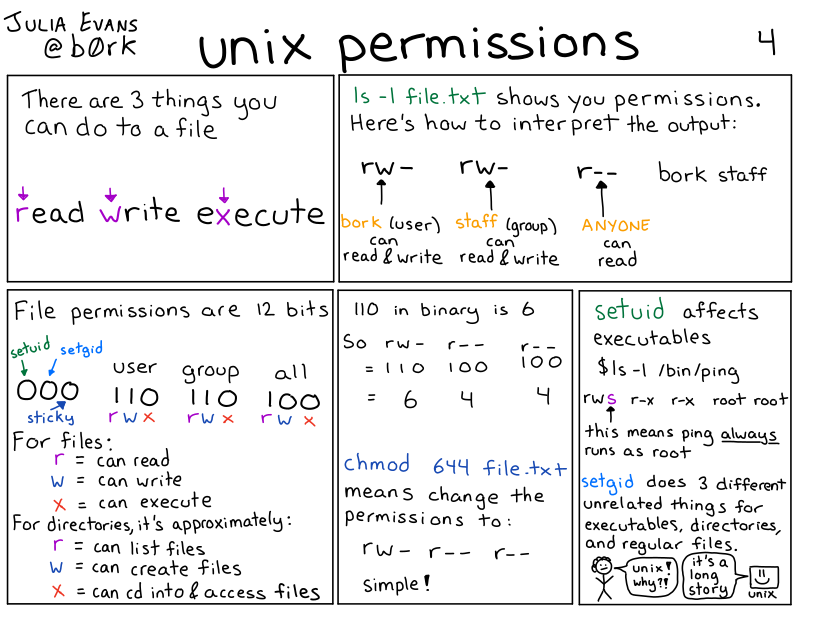 JULIA EVANS
@b0rk
unix permissions
4
There are 3 things you
can do to a file
read write execute
ls -l file.txt shows you permissions.
Here's how to interpret the output:
rw- rw- r-- bork staff
bork (user) staff (group) ANYONE
can can can
read & write read & write read
File permissions are 12 bits
setuid setgid
user group all
000 110 110 100
sticky rwx rwx rwx
For files:
r = can read
w = can write
x = can execute
For directories, it's approximately:
r = can list files
w = can create files
x = can cd into & access files
110 in binary is 6
So rw- r-- r--
= 110 100 100
= 6 4 4
chmod 644 file.txt
means change the
permissions to:
rw- r-- r--
simple!
setuid affects
executables
$ls -l /bin/ping
rws r-x r-x root root
this means ping always
runs as root
setgid does 3 different
unrelated things for
executables, directories,
and regular files.
unix!
why?!
it's a
long
story
unix